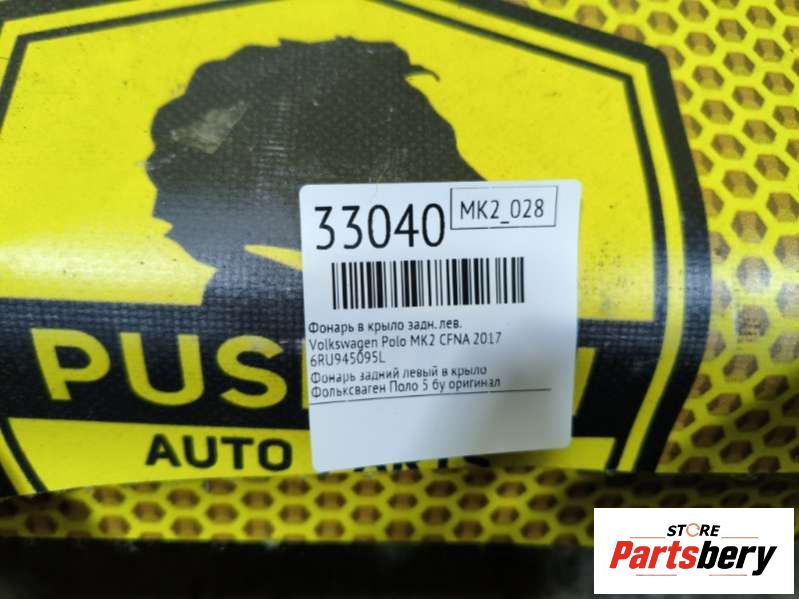 33040
MK2_028
Фонарь в крыло задн. лев.
Volkswagen Polo MK2 CFNA 2017
6RU945095L
Фонарь задний левый в крыло
Фольксваген Поло 5 бу оригинал
AUTO
STORE
Partsbery